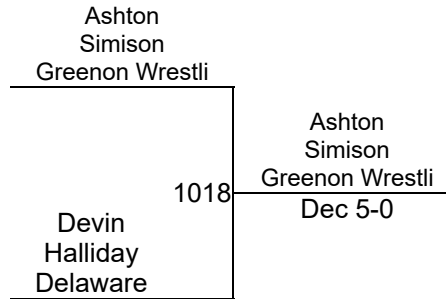 Ashton
Simison
Greenon Wrestli
1018
Devin
Halliday
Delaware
Ashton
Simison
Greenon Wrestli
Dec 5-0